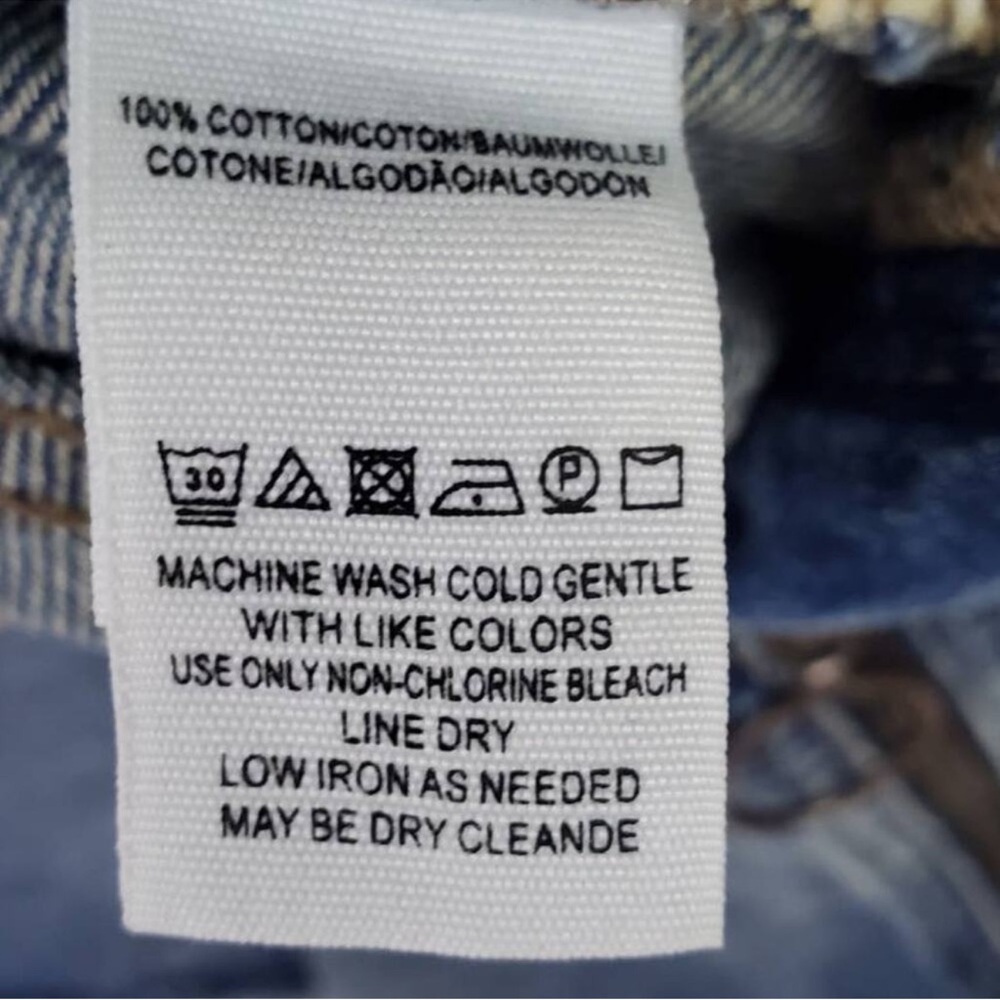 100% COTTON/COTON/BAUMWOLLE/
COTONE/ALGODÃO/ALGODON
30 P
MACHINE WASH COLD GENTLE
WITH LIKE COLORS
USE ONLY NON-CHLORINE BLEACH
LINE DRY
LOW IRON AS NEEDED
MAY BE DRY CLEANDE